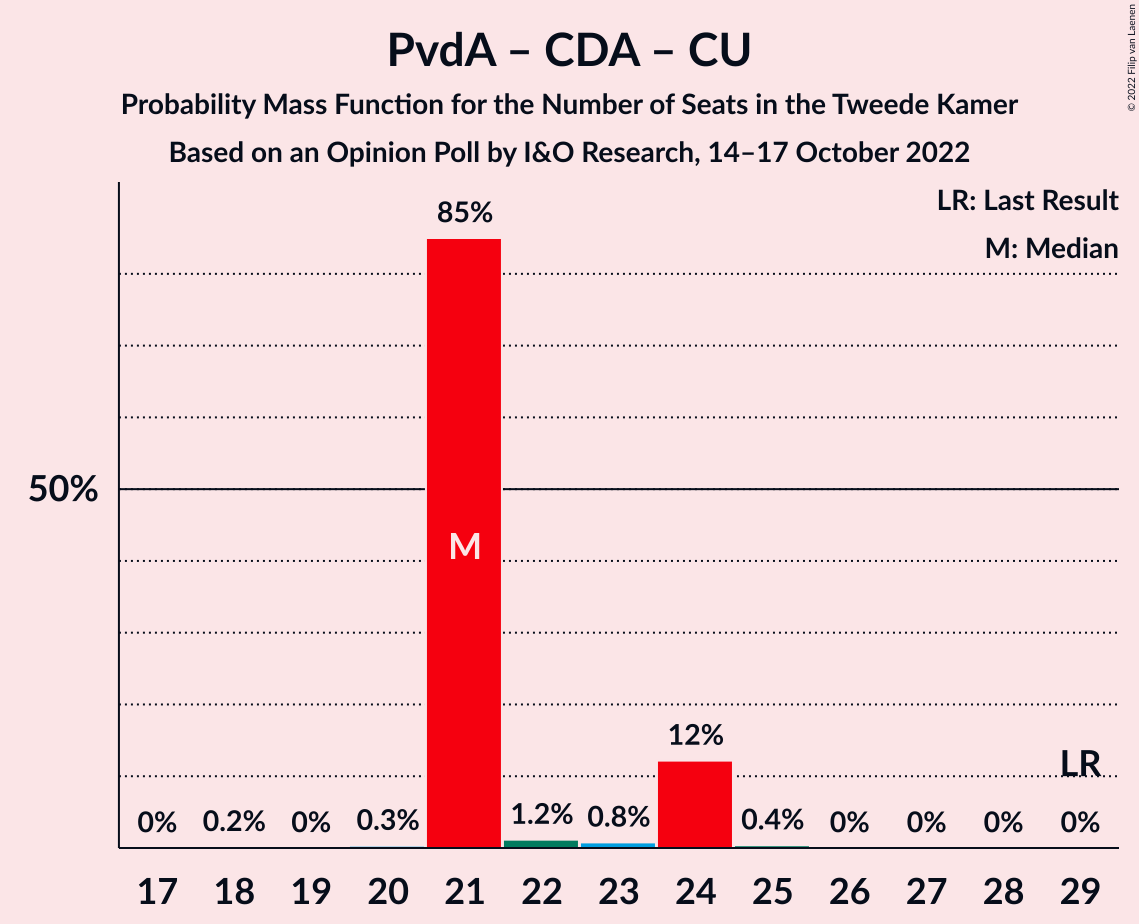 PvdA – CDA – CU
Probability Mass Function for the Number of Seats in the Tweede Kamer
Based on an Opinion Poll by I&O Research, 14–17 October 2022
© 2022 Filip van Laenen
LR: Last Result
M: Median
85%
50%
M
12%
LR
0%
0.2%
0%
0.3%
1.2%
0.8%
0.4%
0%
0%
0%
0%
17 18 19 20 21 22 23 24 25 26 27 28 29